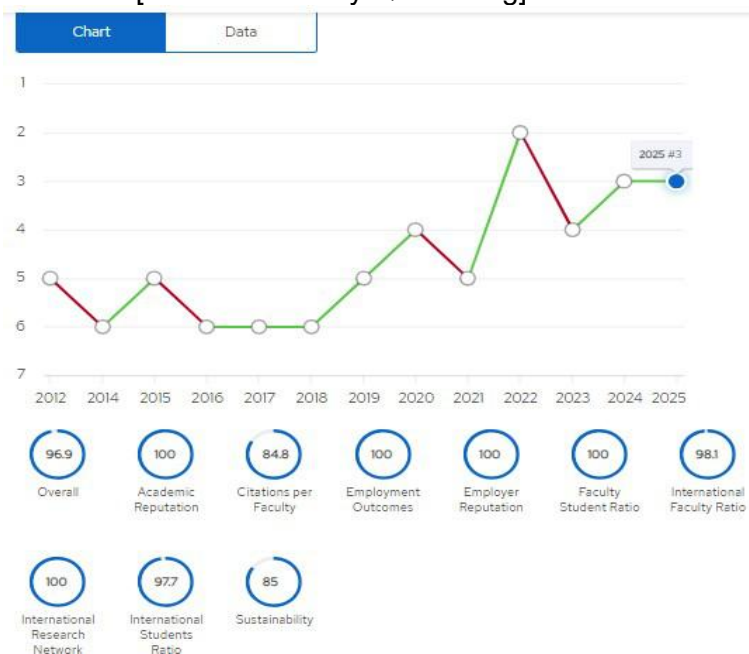 Chart Data
1
2
2025 #3
3
4
5
6
7
2012 2014 2015 2016 2017 2018 2019 2020 2021 2022 2023 2024 2025
96.9 100 84.8 100 100 100 98.1
Overall Academic Citations per Employment Employer Faculty International
Reputation Faculty Outcomes Reputation Student Ratio Faculty Ratio
100 97.7 85
International International Sustainability
Research Students
Network Ratio